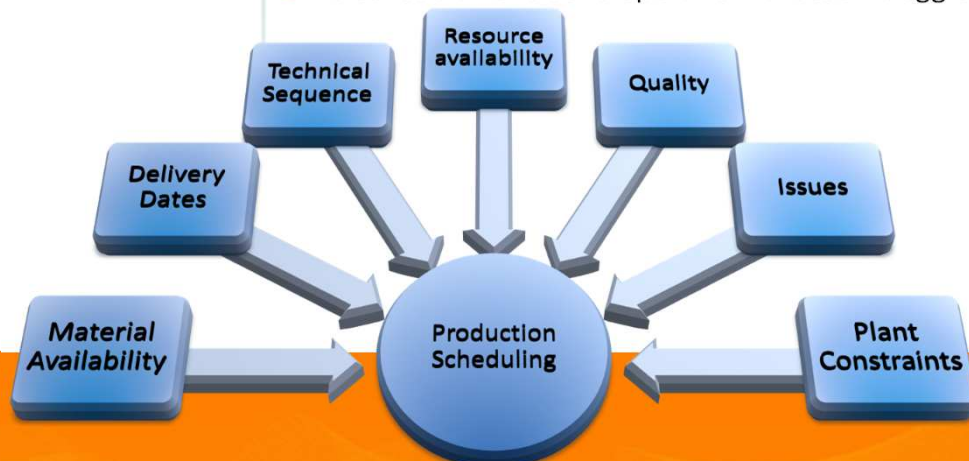 Resource
availability
Technical
Sequence
Quality
Delivery
Dates
Issues
Material
Availability
Production
Scheduling
Plant
Constraints